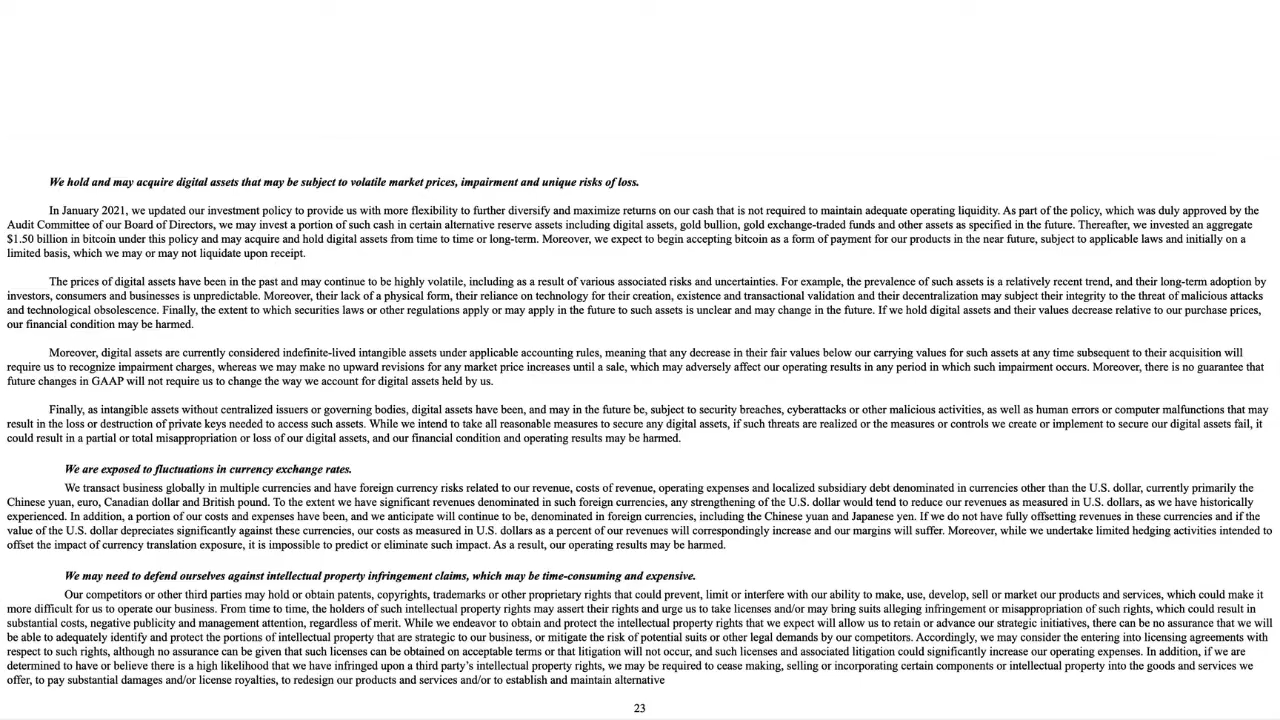 We hold and may acquire digital assets that may be subject to volatile market prices, impairment and unique risks of loss.
In January 2021, we updated our investment policy to provide us with more flexibility to further diversify and maximize returns on our cash that is not required to maintain adequate operating liquidity. As part of the policy, which was duly approved by the
Audit Committee of our Board of Directors, we may invest a portion of such cash in certain alternative reserve assets including digital assets, gold bullion, gold exchange-traded funds and other assets as specified in the future. Thereafter, we invested an aggregate
$1.50 billion in bitcoin under this policy and may acquire and hold digital assets from time to time or long-term. Moreover, we expect to begin accepting bitcoin as a form of payment for our products in the near future, subject to applicable laws and initially on a
limited basis, which we may or may not liquidate upon receipt.
The prices of digital assets have been in the past and may continue to be highly volatile, including as a result of various associated risks and uncertainties. For example, the prevalence of such assets is a relatively recent trend, and their long-term adoption by
investors, consumers and businesses is unpredictable. Moreover, their lack of a physical form, their reliance on technology for their creation, existence and transactional validation and their decentralization may subject their integrity to the threat of malicious attacks
and technological obsolescence. Finally, the extent to which securities laws or other regulations apply or may apply in the future to such assets is unclear and may change in the future. If we hold digital assets and their values decrease relative to our purchase prices,
our financial condition may be harmed.
Moreover, digital assets are currently considered indefinite-lived intangible assets under applicable accounting rules, meaning that any decrease in their fair values below our carrying values for such assets at any time subsequent to their acquisition will
require us to recognize impairment charges, whereas we may make no upward revisions for any market price increases until a sale, which may adversely affect our operating results in any period in which such impairment occurs. Moreover, there is no guarantee that
future changes in GAAP will not require us to change the way we account for digital assets held by us.
Finally, as intangible assets without centralized issuers or governing bodies, digital assets have been, and may in the future be, subject to security breaches, cyberattacks or other malicious activities, as well as human errors or computer malfunctions that may
result in the loss or destruction of private keys needed to access such assets. While we intend to take all reasonable measures to secure any digital assets, if such threats are realized or the measures or controls we create or implement to secure our digital assets fail, it
could result in a partial or total misappropriation or loss of our digital assets, and our financial condition and operating results may be harmed.
We are exposed to fluctuations in currency exchange rates.
We transact business globally in multiple currencies and have foreign currency risks related to our revenue, costs of revenue, operating expenses and localized subsidiary debt denominated in currencies other than the U.S. dollar, currently primarily the
Chinese yuan, euro, Canadian dollar and British pound. To the extent we have significant revenues denominated in such foreign currencies, any strengthening of the U.S. dollar would tend to reduce our revenues as measured in U.S. dollars, as we have historically
experienced. In addition, a portion of our costs and expenses have been, and we anticipate will continue to be, denominated in foreign currencies, including the Chinese yuan and Japanese yen. If we do not have fully offsetting revenues in these currencies and if the
value of the U.S. dollar depreciates significantly against these currencies, our costs as measured in U.S. dollars as a percent of our revenues will correspondingly increase and our margins will suffer. Moreover, while we undertake limited hedging activities intended to
offset the impact of currency translation exposure, it is impossible to predict or eliminate such impact. As a result, our operating results may be harmed.
We may need to defend ourselves against intellectual property infringement claims, which may be time-consuming and expensive.
Our competitors or other third parties may hold or obtain patents, copyrights, trademarks or other proprietary rights that could prevent, limit or interfere with our ability to make, use, develop, sell or market our products and services, which could make it
more difficult for us to operate our business. From time to time, the holders of such intellectual property rights may assert their rights and urge us to take licenses and/or may bring suits alleging infringement or misappropriation of such rights, which could result in
substantial costs, negative publicity and management attention, regardless of merit. While we endeavor to obtain and protect the intellectual property rights that we expect will allow us to retain or advance our strategic initiatives, there can be no assurance that we will
be able to adequately identify and protect the portions of intellectual property that are strategic to our business, or mitigate the risk of potential suits or other legal demands by our competitors. Accordingly, we may consider the entering into licensing agreements with
respect to such rights, although no assurance can be given that such licenses can be obtained on acceptable terms or that litigation will not occur, and such licenses and associated litigation could significantly increase our operating expenses. In addition, if we are
determined to have or believe there is a high likelihood that we have infringed upon a third party’s intellectual property rights, we may be required to cease making, selling or incorporating certain components or intellectual property into the goods and services we
offer, to pay substantial damages and/or license royalties, to redesign our products and services and/or to establish and maintain alternative
23